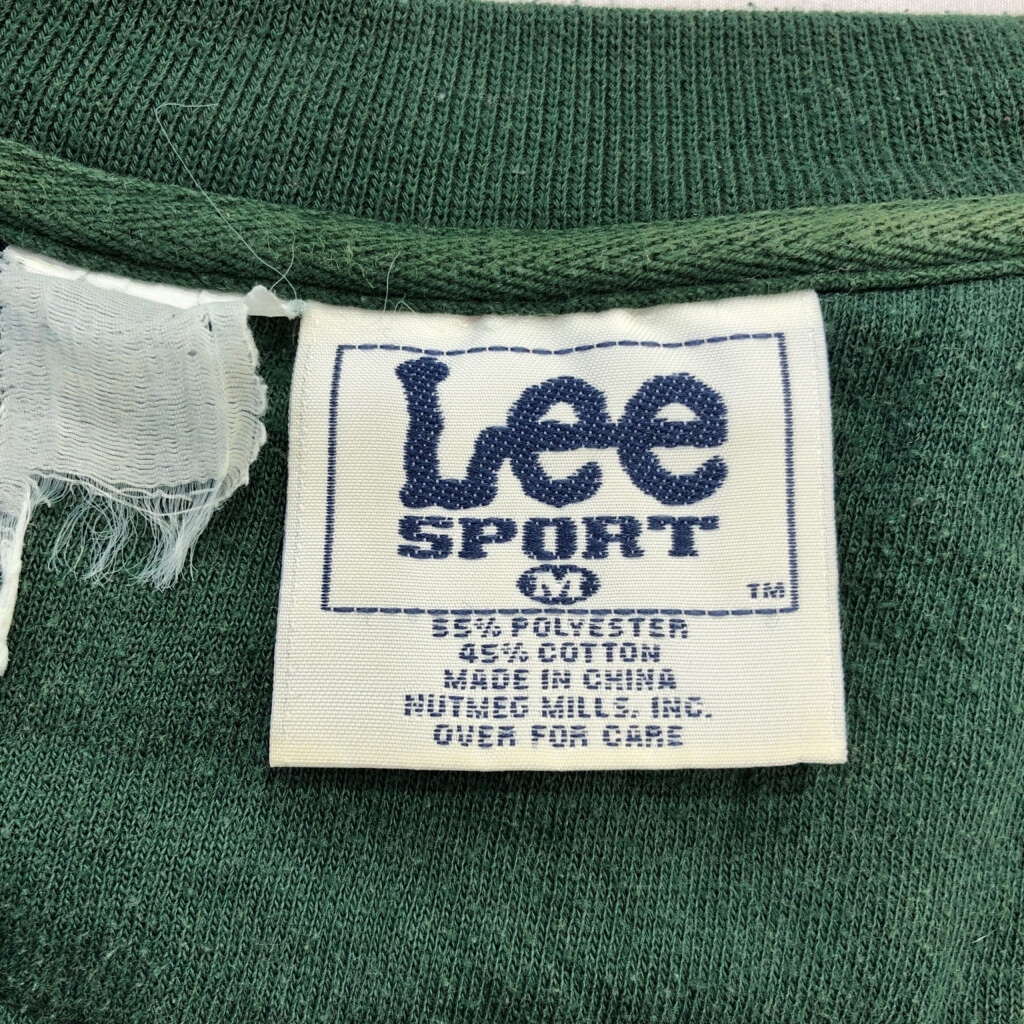 Lee
SPORT
M
TM
55% POLYESTER
45% COTTON
MADE IN CHINA
NUTMEG MILLS, INC.
OVER FOR CARE